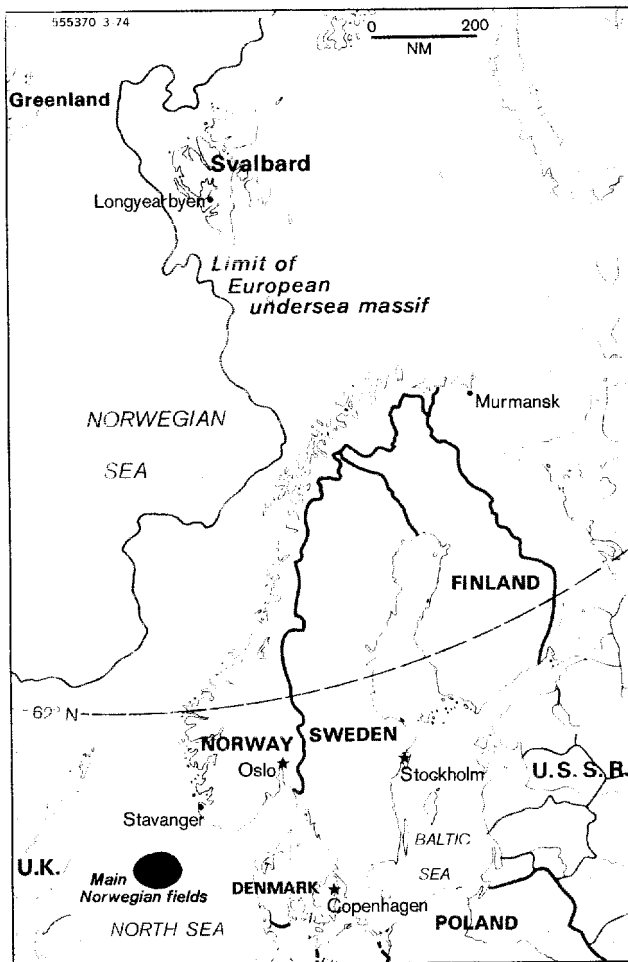 555370 3-74
0 200
NM
Greenland
Svalbard
Longyearbyen
Limit of
European
undersea massif
Murmansk
NORWEGIAN
SEA
FINLAND
62° N
NORWAY
SWEDEN
Oslo
Stockholm
U.S.S.R.
Stavanger
BALTIC
SEA
U.K.
Main
Norwegian fields
DENMARK
Copenhagen
NORTH SEA
POLAND